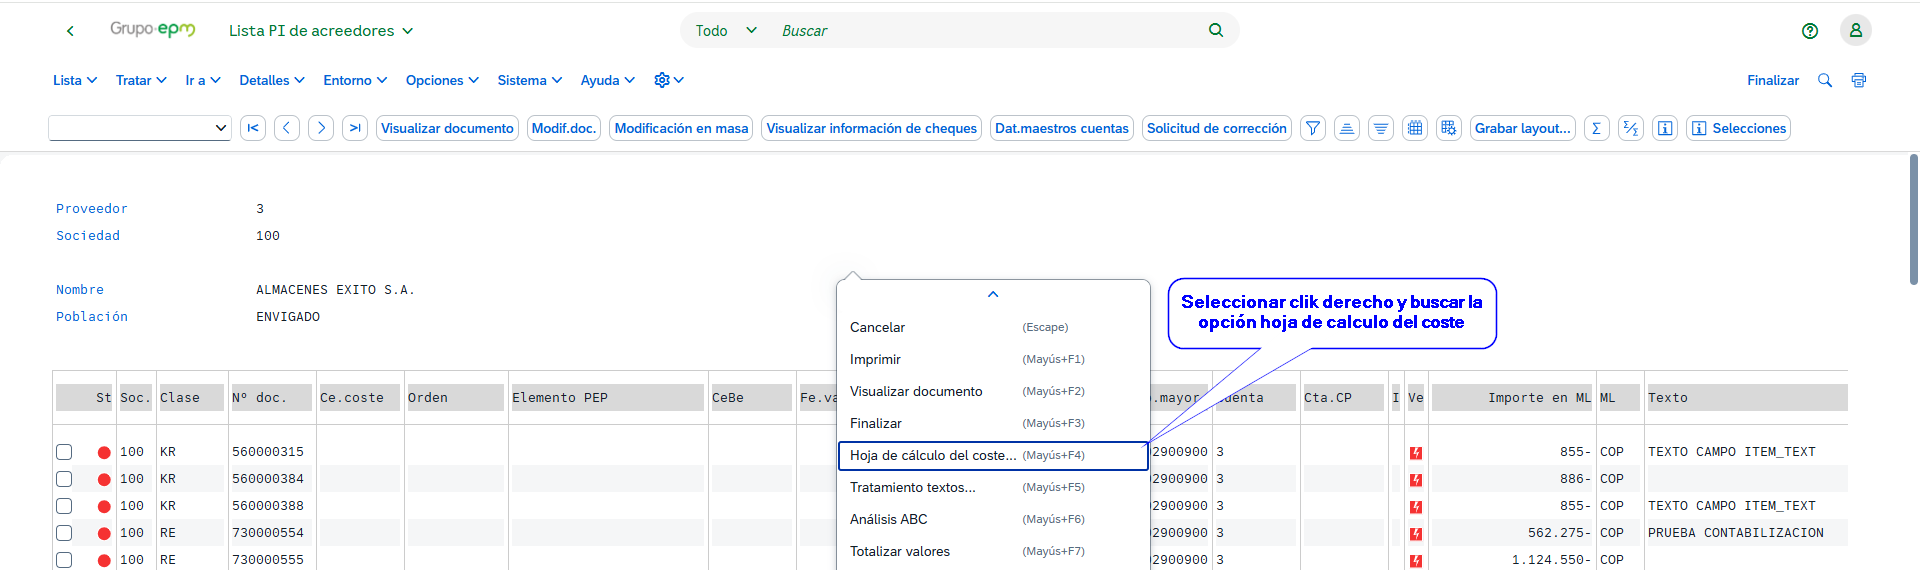 Grupo·epm
Lista PI de acreedores
Todo
Buscar
Lista
Tratar
Ir a
Detalles
Entorno
Opciones
Sistema
Ayuda
Finalizar
Visualizar documento
Modif.doc.
Modificación en masa
Visualizar información de cheques
Dat.maestros cuentas
Solicitud de corrección
Grabar layout...
Selecciones
Proveedor 3
Sociedad 100
Nombre ALMACENES EXITO S.A.
Población ENVIGADO
Cancelar (Escape)
Imprimir (Mayús+F1)
Visualizar documento (Mayús+F2)
Finalizar (Mayús+F3)
Hoja de cálculo del coste... (Mayús+F4)
Tratamiento textos... (Mayús+F5)
Análisis ABC (Mayús+F6)
Totalizar valores (Mayús+F7)
Seleccionar clik derecho y buscar la
opción hoja de calculo del coste
St Soc. Clase Nº doc. Ce.coste Orden Elemento PEP CeBe Fe.va .mayor uenta Cta.CP I Ve Importe en ML ML Texto
100 KR 560000315 2900900 3 855- COP TEXTO CAMPO ITEM_TEXT
100 KR 560000384 2900900 3 886- COP
100 KR 560000388 2900900 3 855- COP TEXTO CAMPO ITEM_TEXT
100 RE 730000554 2900900 3 562.275- COP PRUEBA CONTABILIZACION
100 RE 730000555 2900900 3 1.124.550- COP